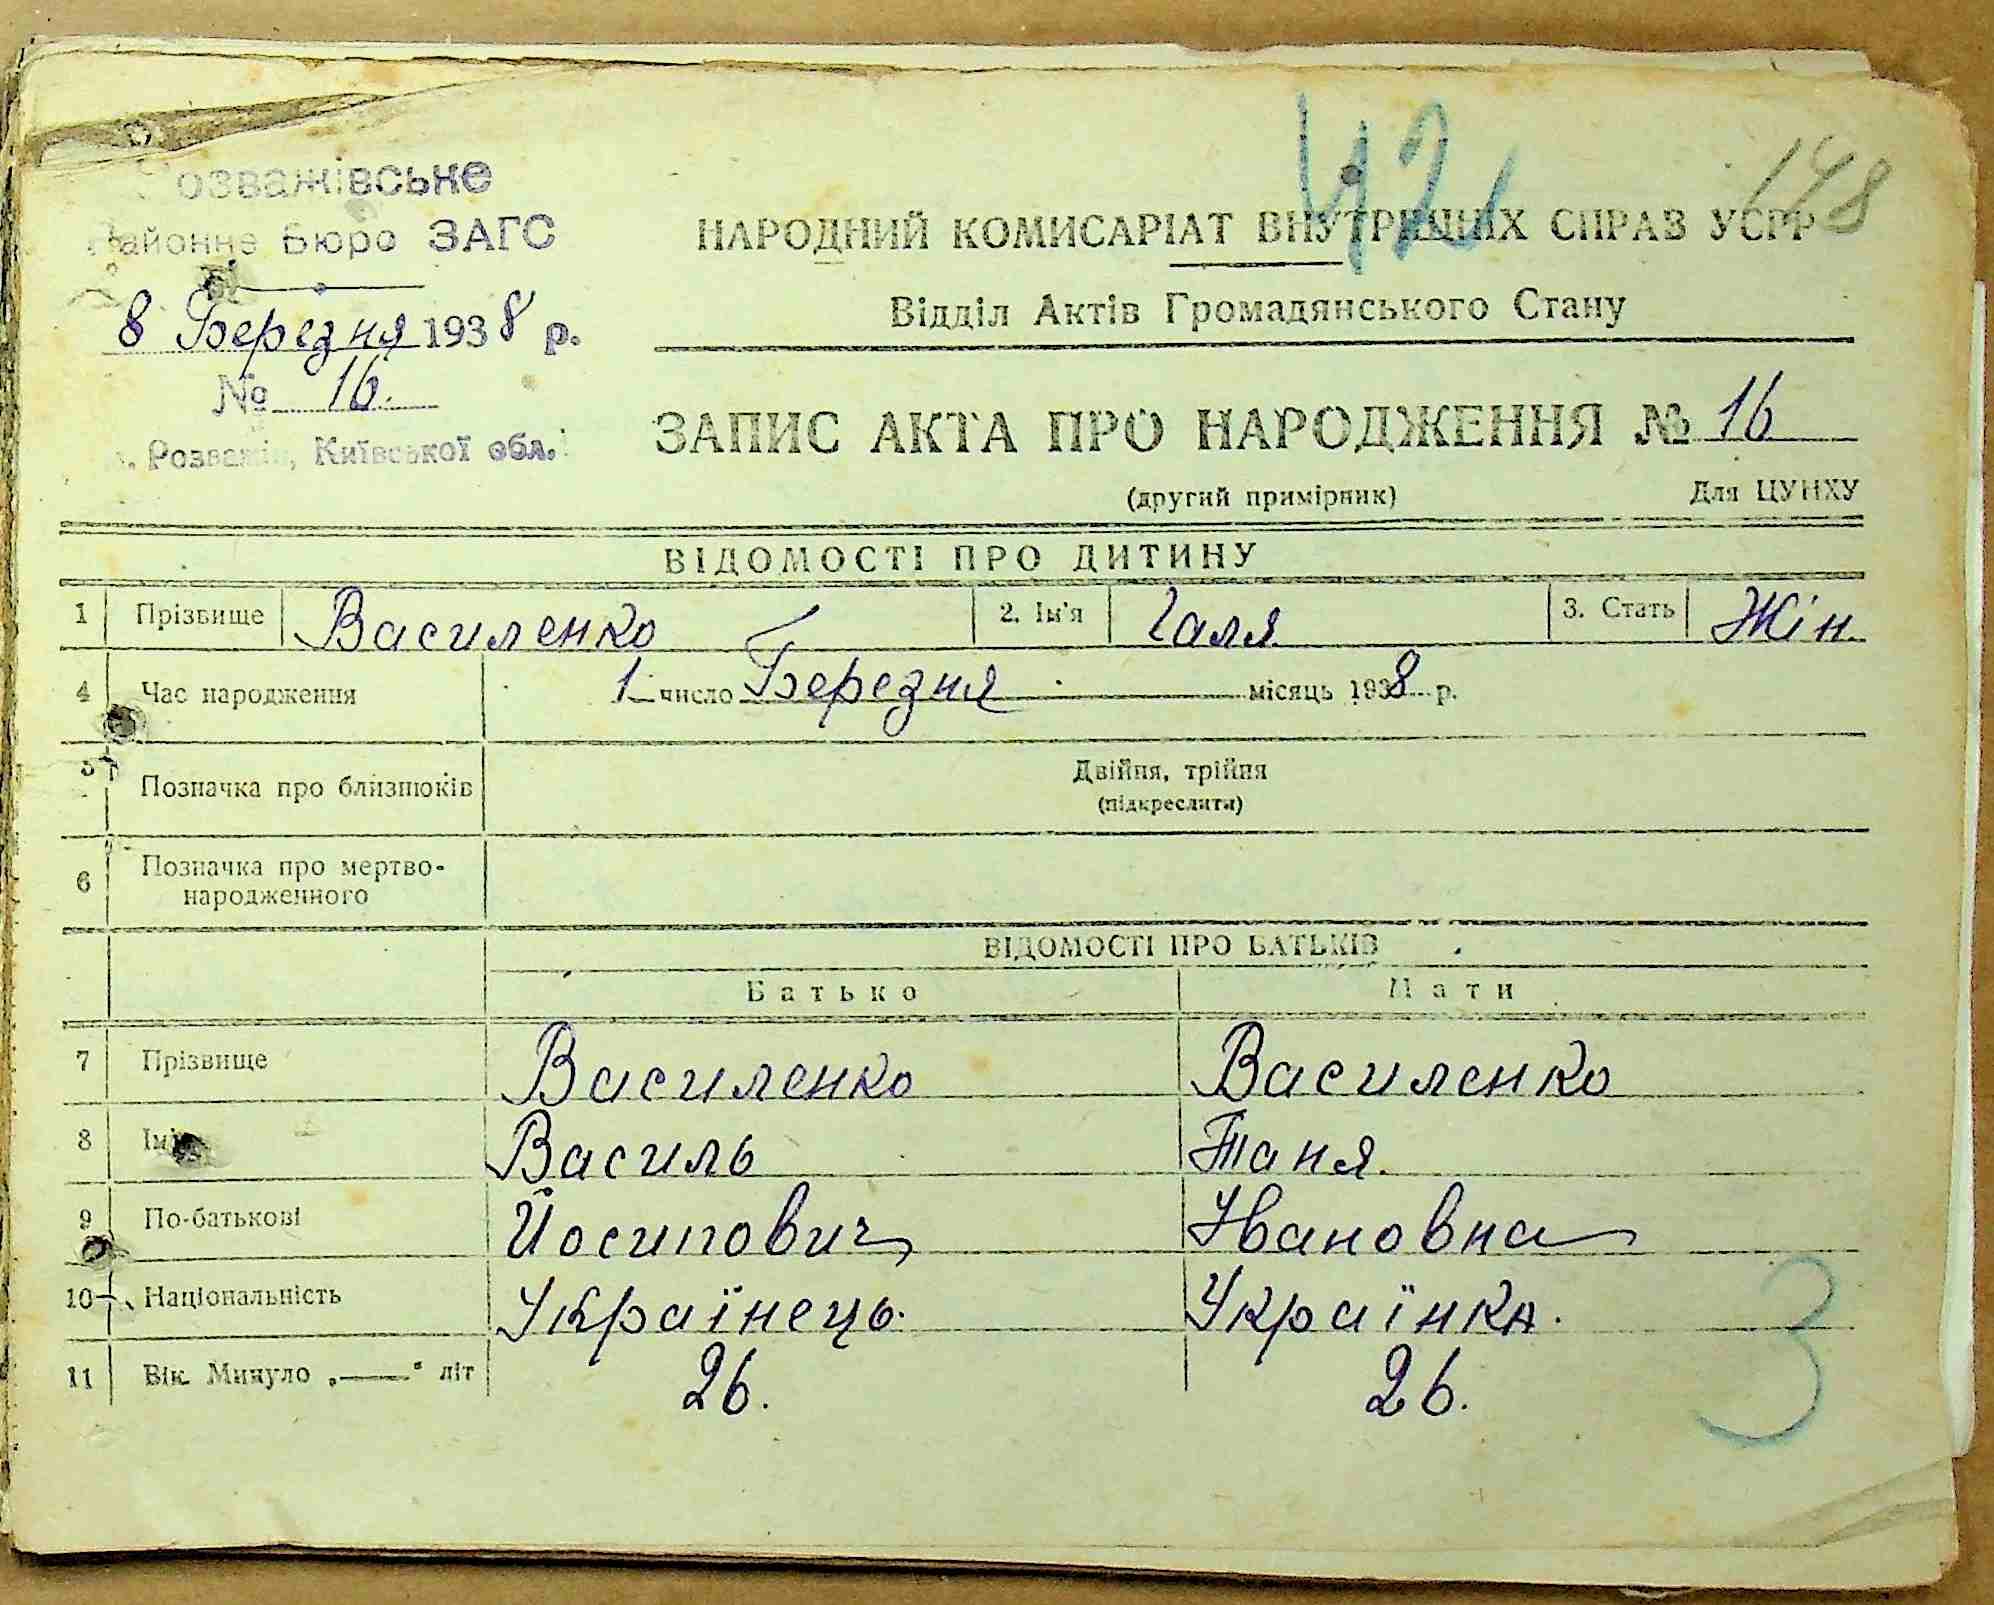 42 148
Розважівське
Районне Бюро ЗАГС
8 Березня 1938 р.
№ 16.
Розважів, Київської обл.
НАРОДНИЙ КОМИСАРІАТ ВНУТРІШНІХ СПРАВ УСРР
Відділ Актів Громадянського Стану
ЗАПИС АКТА ПРО НАРОДЖЕННЯ № 16
(другий примірник) Для ЦУНХУ
ВІДОМОСТІ ПРО ДИТИНУ
1 Прізвище Василенко 2. Ім'я Галя 3. Стать Жін.
4 Час народження 1 число Березня місяць 1938 р.
5 Позначка про близнюків Двійня, трійня
(підкреслити)
6 Позначка про мертво-
народженного
ВІДОМОСТІ ПРО БАТЬКІВ
Батько Мати
7 Прізвище Василенко Василенко
8 Ім'я Василь Таня.
9 По-батькові Йосипович Івановна
10 Національність Українець. Українка.
11 Вік. Минуло „——“ літ 26. 26.
3